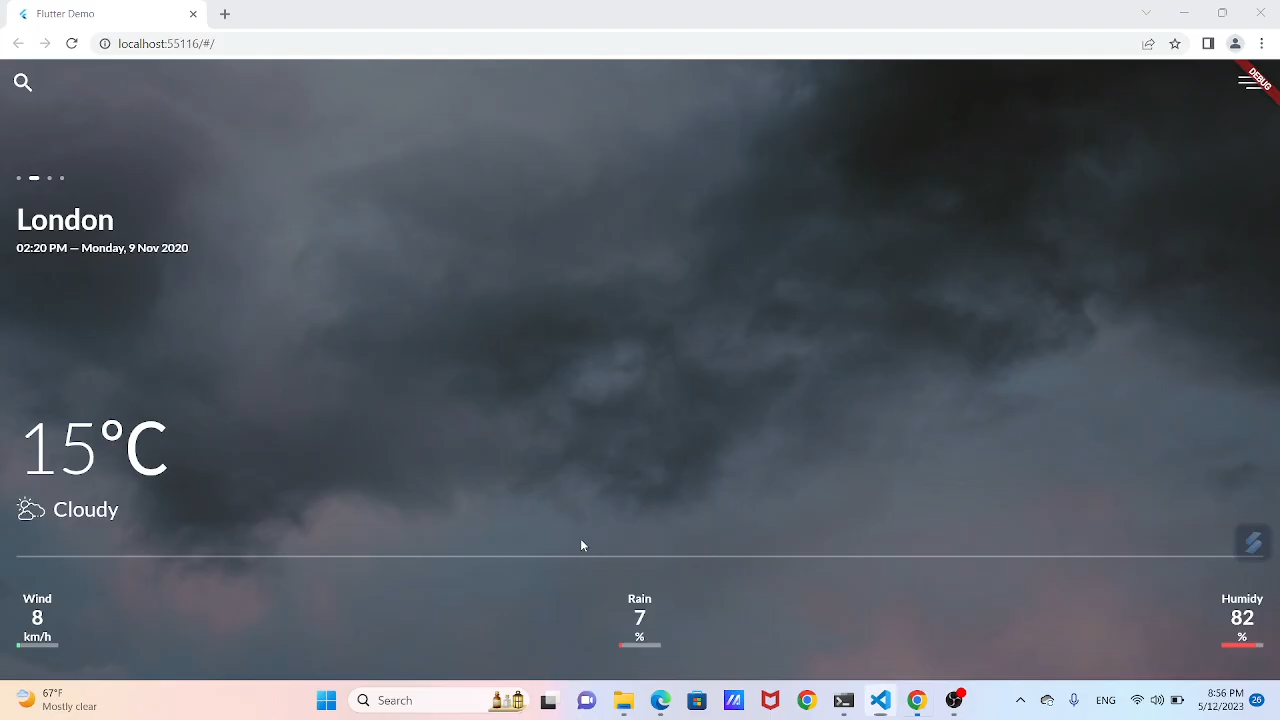 Flutter Demo
localhost:55116/#/
DEBUG
London
02:20 PM — Monday, 9 Nov 2020
15°C
Cloudy
Wind
8
km/h
Rain
7
%
Humidy
82
%
67°F
Mostly clear
Search
ENG
8:56 PM
5/12/2023
26